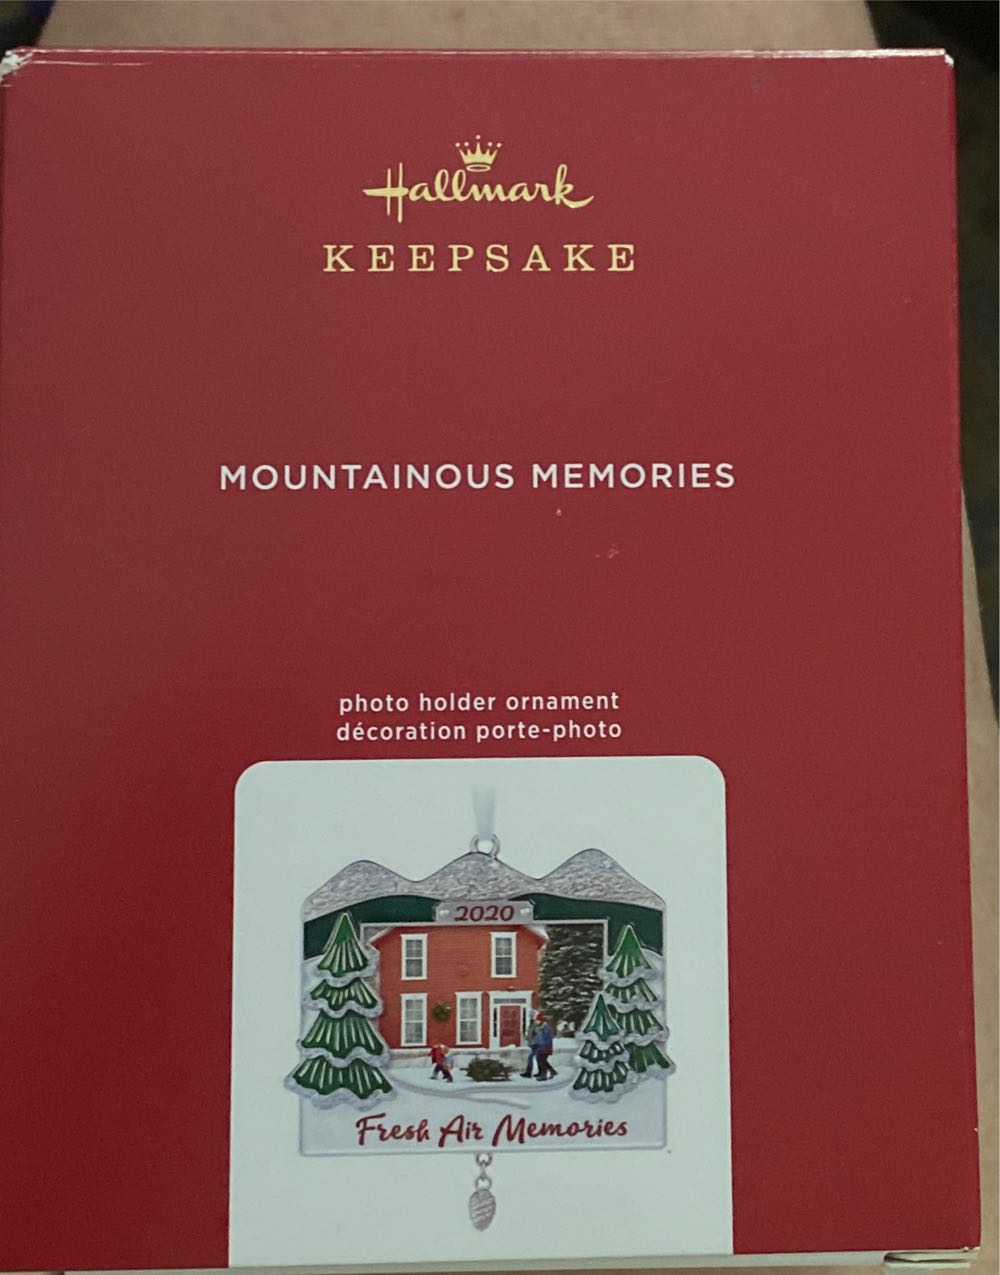 Hallmark
KEEPSAKE
MOUNTAINOUS MEMORIES
photo holder ornament
décoration porte-photo
2020
Fresh Air Memories